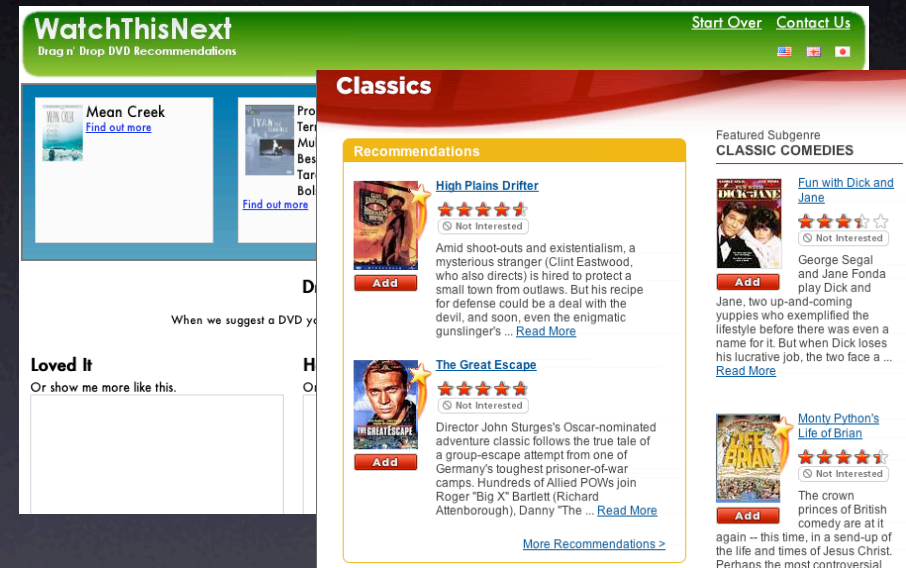 WatchThisNext
Drag n' Drop DVD Recommendations
Start Over Contact Us
Mean Creek
Find out more
Find out more
When we suggest a DVD
Loved It
Or show me more like this.
Classics
Recommendations
High Plains Drifter
Not Interested
Add
Amid shoot-outs and existentialism, a
mysterious stranger (Clint Eastwood,
who also directs) is hired to protect a
small town from outlaws. But his recipe
for defense could be a deal with the
devil, and soon, even the enigmatic
gunslinger's ... Read More
The Great Escape
THE GREAT ESCAPE
Not Interested
Add
Director John Sturges's Oscar-nominated
adventure classic follows the true tale of
a group-escape attempt from one of
Germany's toughest prisoner-of-war
camps. Hundreds of Allied POWs join
Roger "Big X" Bartlett (Richard
Attenborough), Danny "The ... Read More
More Recommendations >
Featured Subgenre
CLASSIC COMEDIES
Fun with Dick and
Jane
DICK AND JANE
Not Interested
Add
George Segal
and Jane Fonda
play Dick and
Jane, two up-and-coming
yuppies who exemplified the
lifestyle before there was even a
name for it. But when Dick loses
his lucrative job, the two face a ...
Read More
Monty Python's
Life of Brian
LIFE OF BRIAN
Not Interested
Add
The crown
princes of British
comedy are at it
again -- this time, in a send-up of
the life and times of Jesus Christ.
Perhaps the most controversial